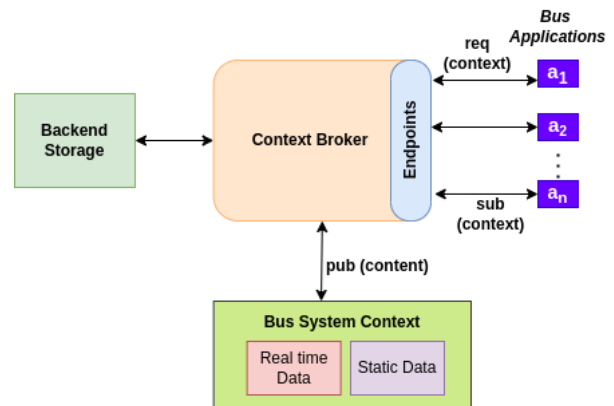 Bus
Applications
req
(context)
a1
Backend
Storage
Context Broker
Endpoints
a2
an
sub
(context)
pub (content)
Bus System Context
Real time
Data
Static Data